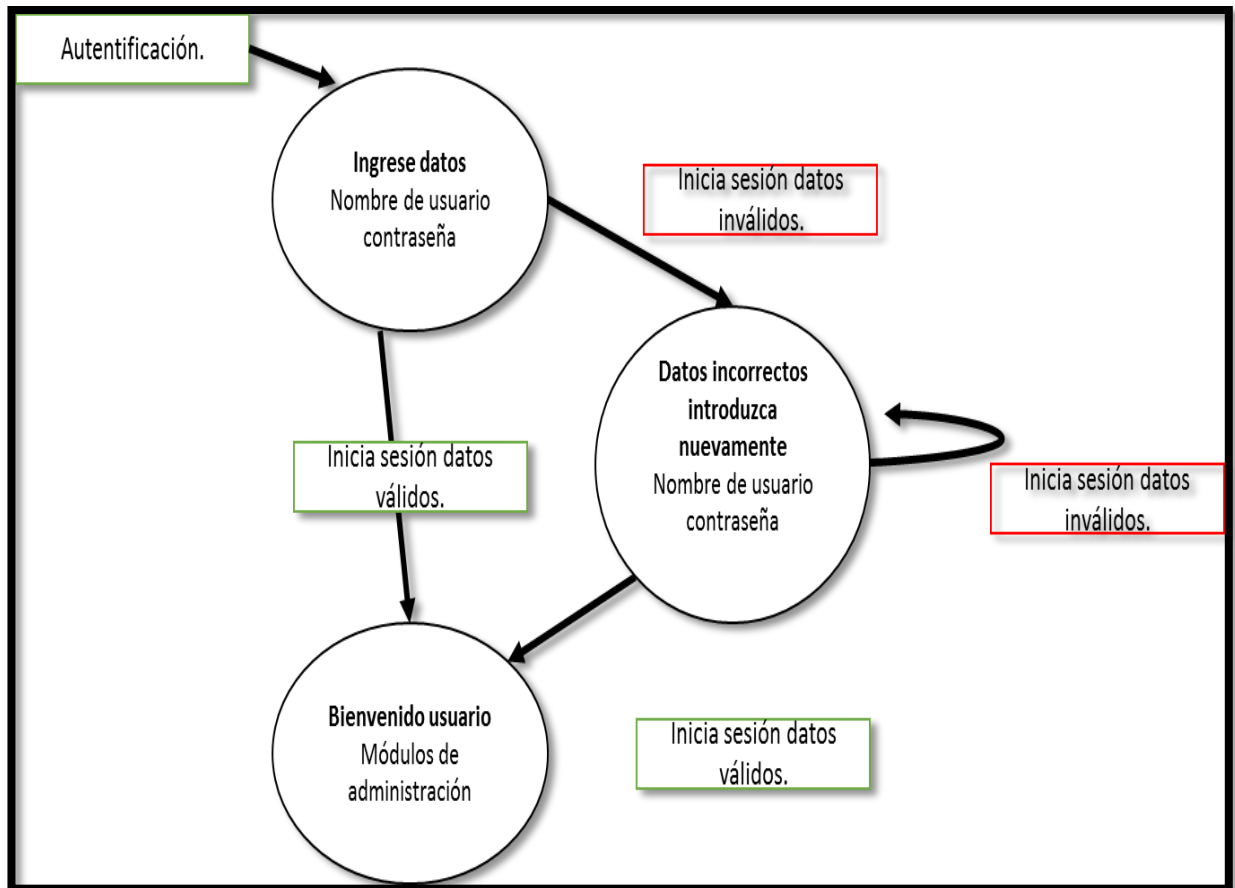 Autentificación.
Ingrese datos
Nombre de usuario
contraseña
Inicia sesión datos
inválidos.
Datos incorrectos
introduzca
nuevamente
Nombre de usuario
contraseña
Inicia sesión datos
válidos.
Inicia sesión datos
inválidos.
Bienvenido usuario
Módulos de
administración
Inicia sesión datos
válidos.